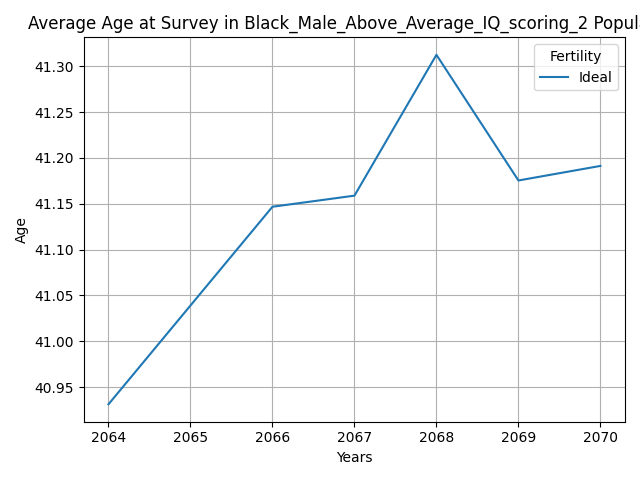 Average Age at Survey in Black_Male_Above_Average_IQ_scoring_2 Popula
Fertility
Ideal
41.30
41.25
41.20
41.15
41.10
41.05
41.00
40.95
Age
2064 2065 2066 2067 2068 2069 2070
Years